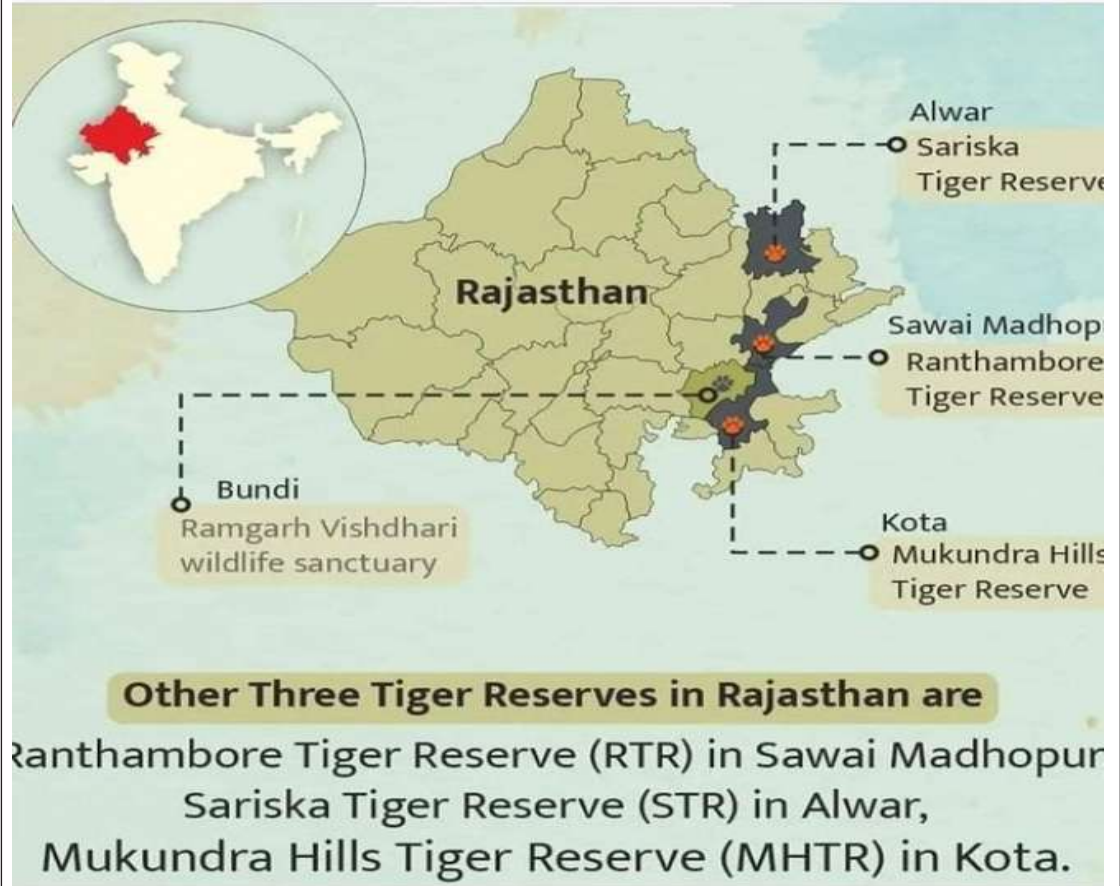 Alwar
Sariska
Tiger Reserve
Rajasthan
Sawai Madhop
Ranthambore
Tiger Reserve
Bundi
Ramgarh Vishdhari
wildlife sanctuary
Kota
Mukundra Hills
Tiger Reserve
Other Three Tiger Reserves in Rajasthan are
Ranthambore Tiger Reserve (RTR) in Sawai Madhopur
Sariska Tiger Reserve (STR) in Alwar,
Mukundra Hills Tiger Reserve (MHTR) in Kota.